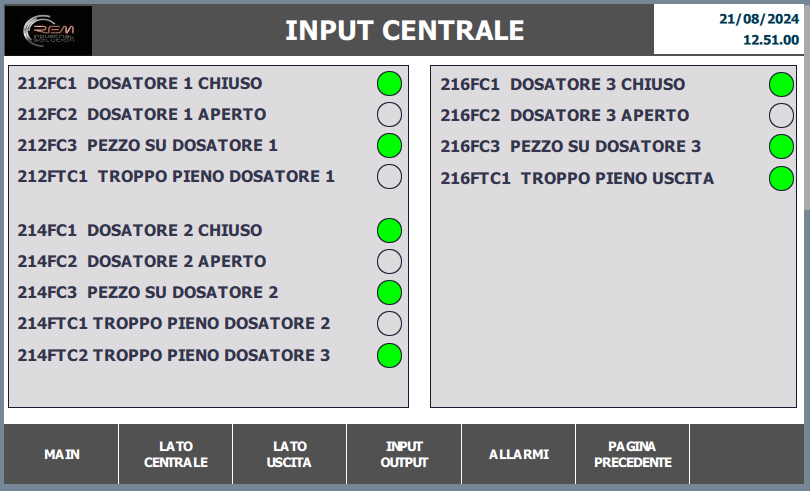 REM
INDUSTRIAL
SOLUTION
INPUT CENTRALE
21/08/2024
12.51.00
212FC1 DOSATORE 1 CHIUSO
212FC2 DOSATORE 1 APERTO
212FC3 PEZZO SU DOSATORE 1
212FTC1 TROPPO PIENO DOSATORE 1
214FC1 DOSATORE 2 CHIUSO
214FC2 DOSATORE 2 APERTO
214FC3 PEZZO SU DOSATORE 2
214FTC1 TROPPO PIENO DOSATORE 2
214FTC2 TROPPO PIENO DOSATORE 3
216FC1 DOSATORE 3 CHIUSO
216FC2 DOSATORE 3 APERTO
216FC3 PEZZO SU DOSATORE 3
216FTC1 TROPPO PIENO USCITA
MAIN
LATO
CENTRALE
LATO
USCITA
INPUT
OUTPUT
ALLARMI
PAGINA
PRECEDENTE